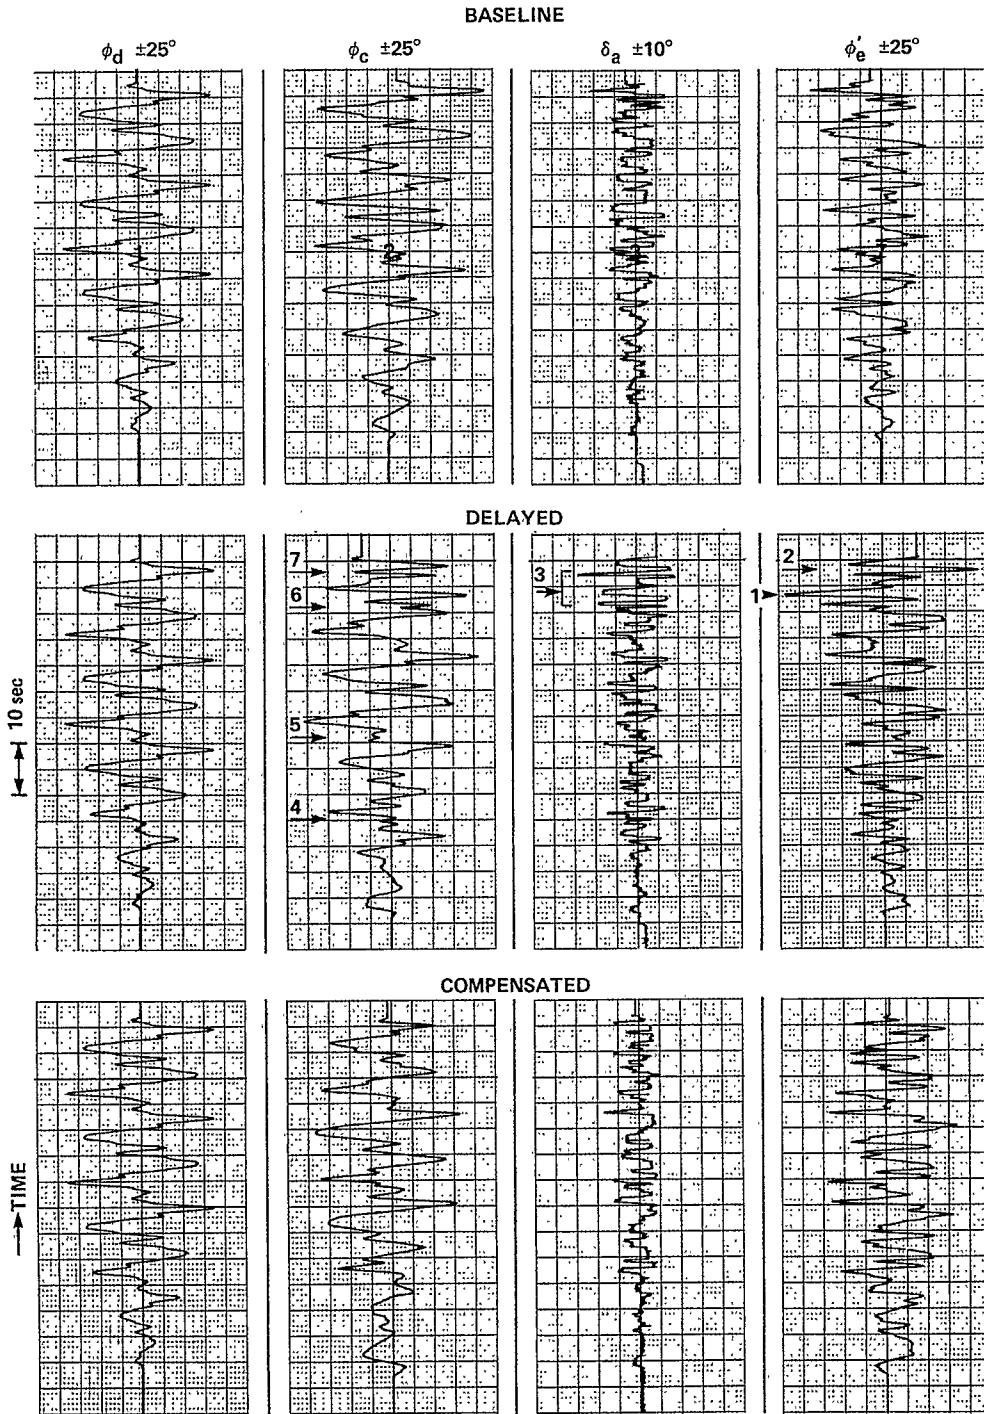 BASELINE
ϕd ±25° ϕc ±25° δa ±10° ϕ′e ±25°
DELAYED
7
6
5
4
3
2
1
10 sec
COMPENSATED
TIME